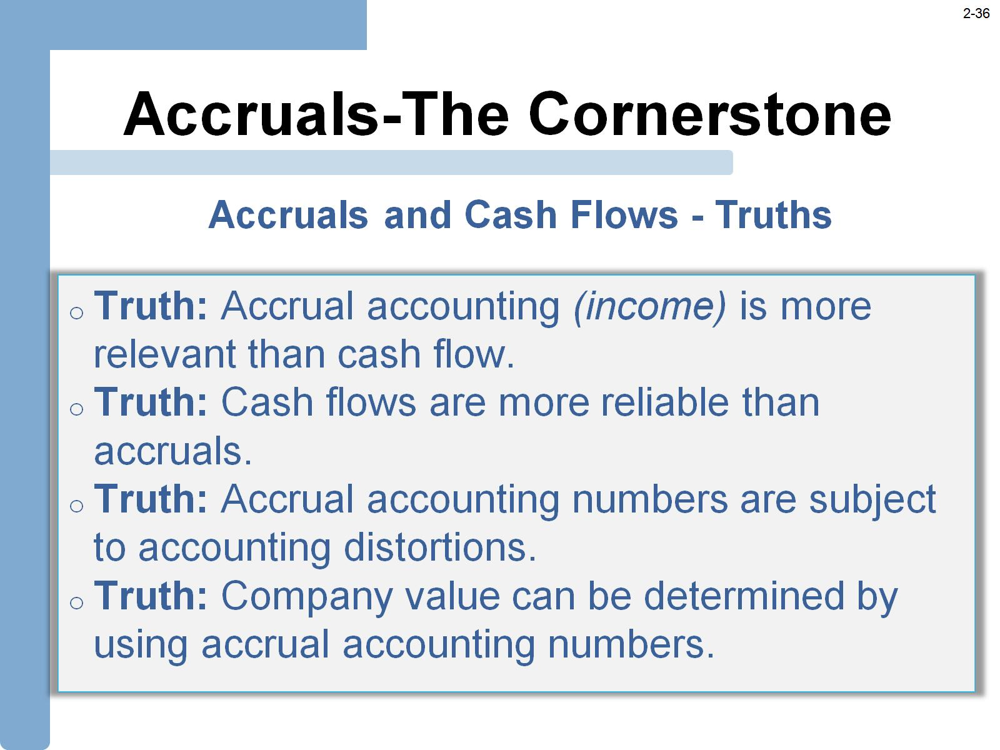 2-36
Accruals-The Cornerstone
Accruals and Cash Flows - Truths
Truth: Accrual accounting (income) is more
relevant than cash flow.
Truth: Cash flows are more reliable than
accruals.
Truth: Accrual accounting numbers are subject
to accounting distortions.
Truth: Company value can be determined by
using accrual accounting numbers.